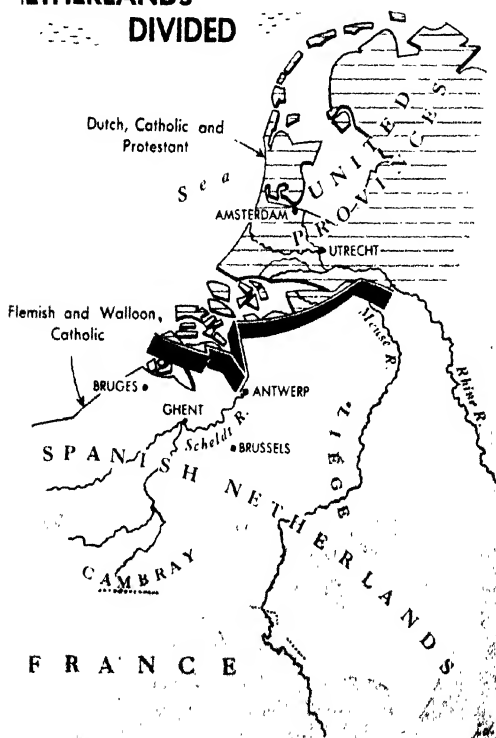 NETHERLANDS
DIVIDED
Dutch, Catholic and
Protestant
Sea
UNITED
PROVINCES
AMSTERDAM
UTRECHT
Flemish and Walloon,
Catholic
Meuse R.
Rhine R.
BRUGES
ANTWERP
GHENT
Scheldt R.
BRUSSELS
LIEGE
SPANISH NETHERLANDS
CAMBRAY
FRANCE